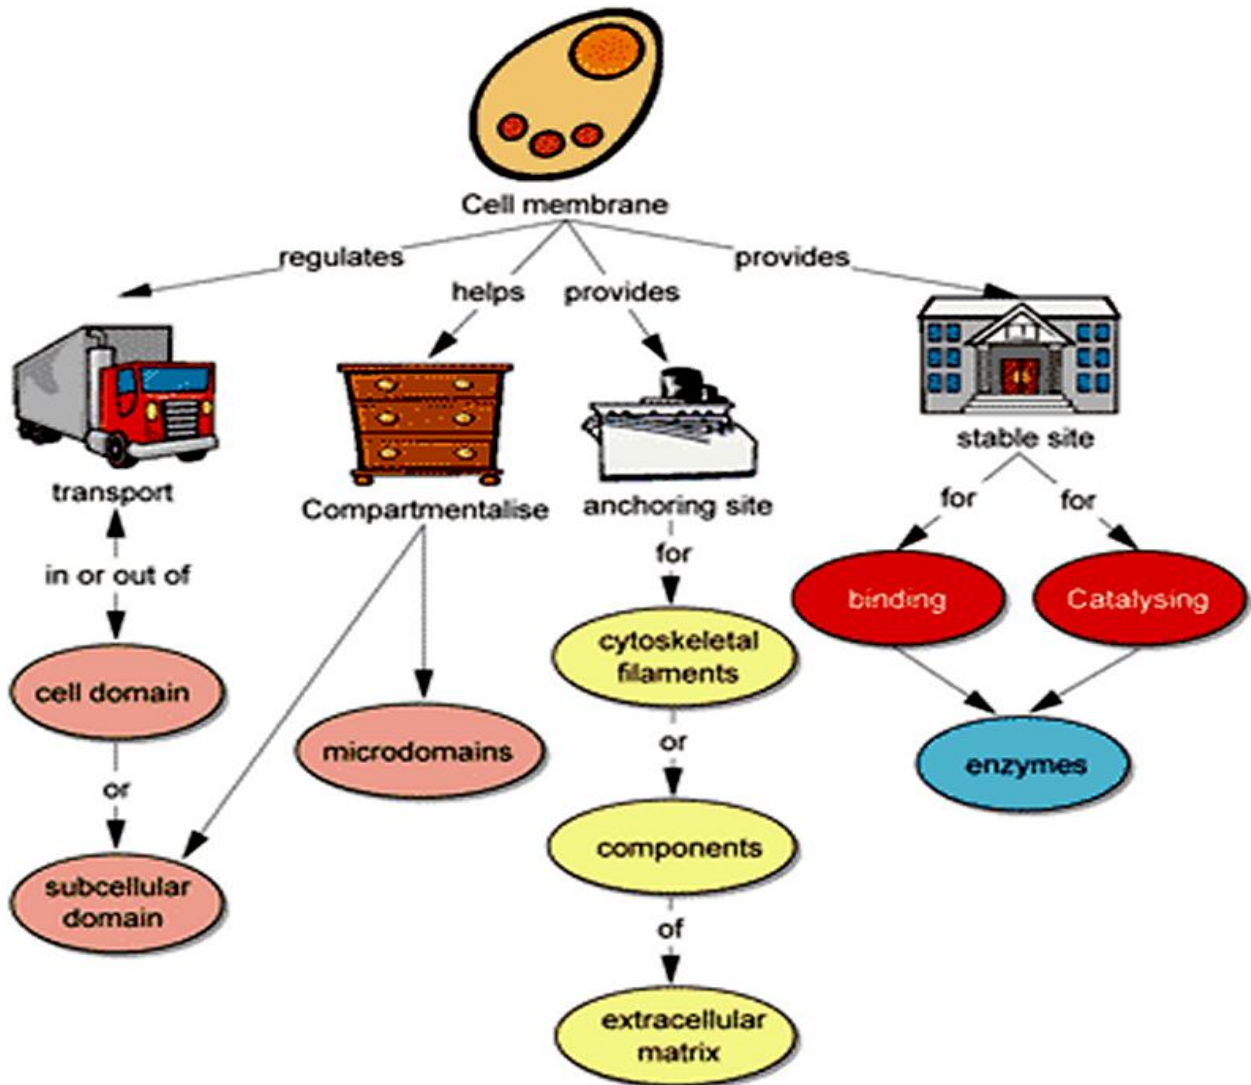 Cell membrane
regulates
provides
helps
provides
stable site
transport
Compartmentalise
anchoring site
for
for
for
in or out of
binding
Catalysing
cytoskeletal
filaments
cell domain
or
microdomains
enzymes
or
components
subcellular
domain
of
extracellular
matrix